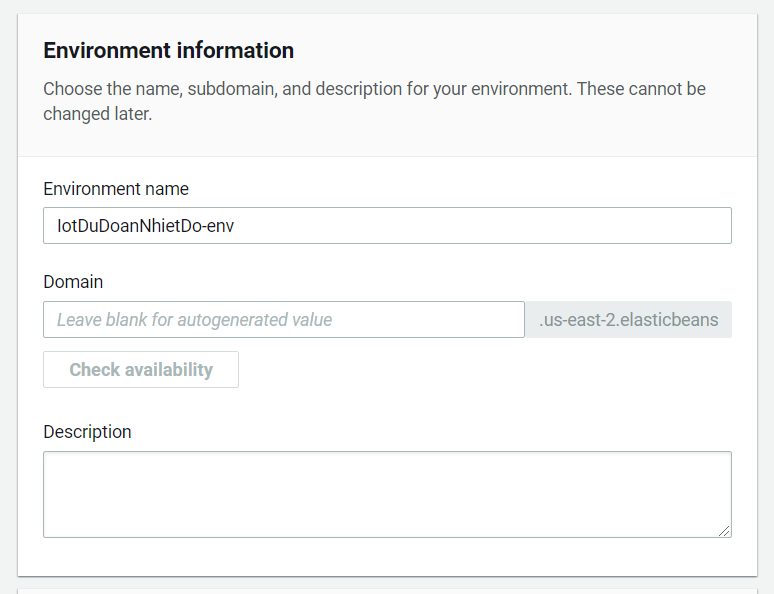 Environment information
Choose the name, subdomain, and description for your environment. These cannot be
changed later.
Environment name
IotDuDoanNhietDo-env
Domain
Leave blank for autogenerated value .us-east-2.elasticbeans
Check availability
Description